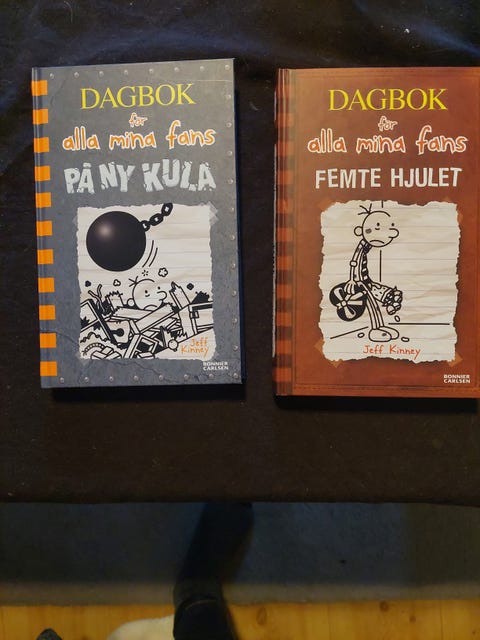 DAGBOK
för
alla mina fans
PÅ NY KULA
Jeff
Kinney
BONNIER
CARLSEN
DAGBOK
för
alla mina fans
FEMTE HJULET
Jeff Kinney
BONNIER
CARLSEN